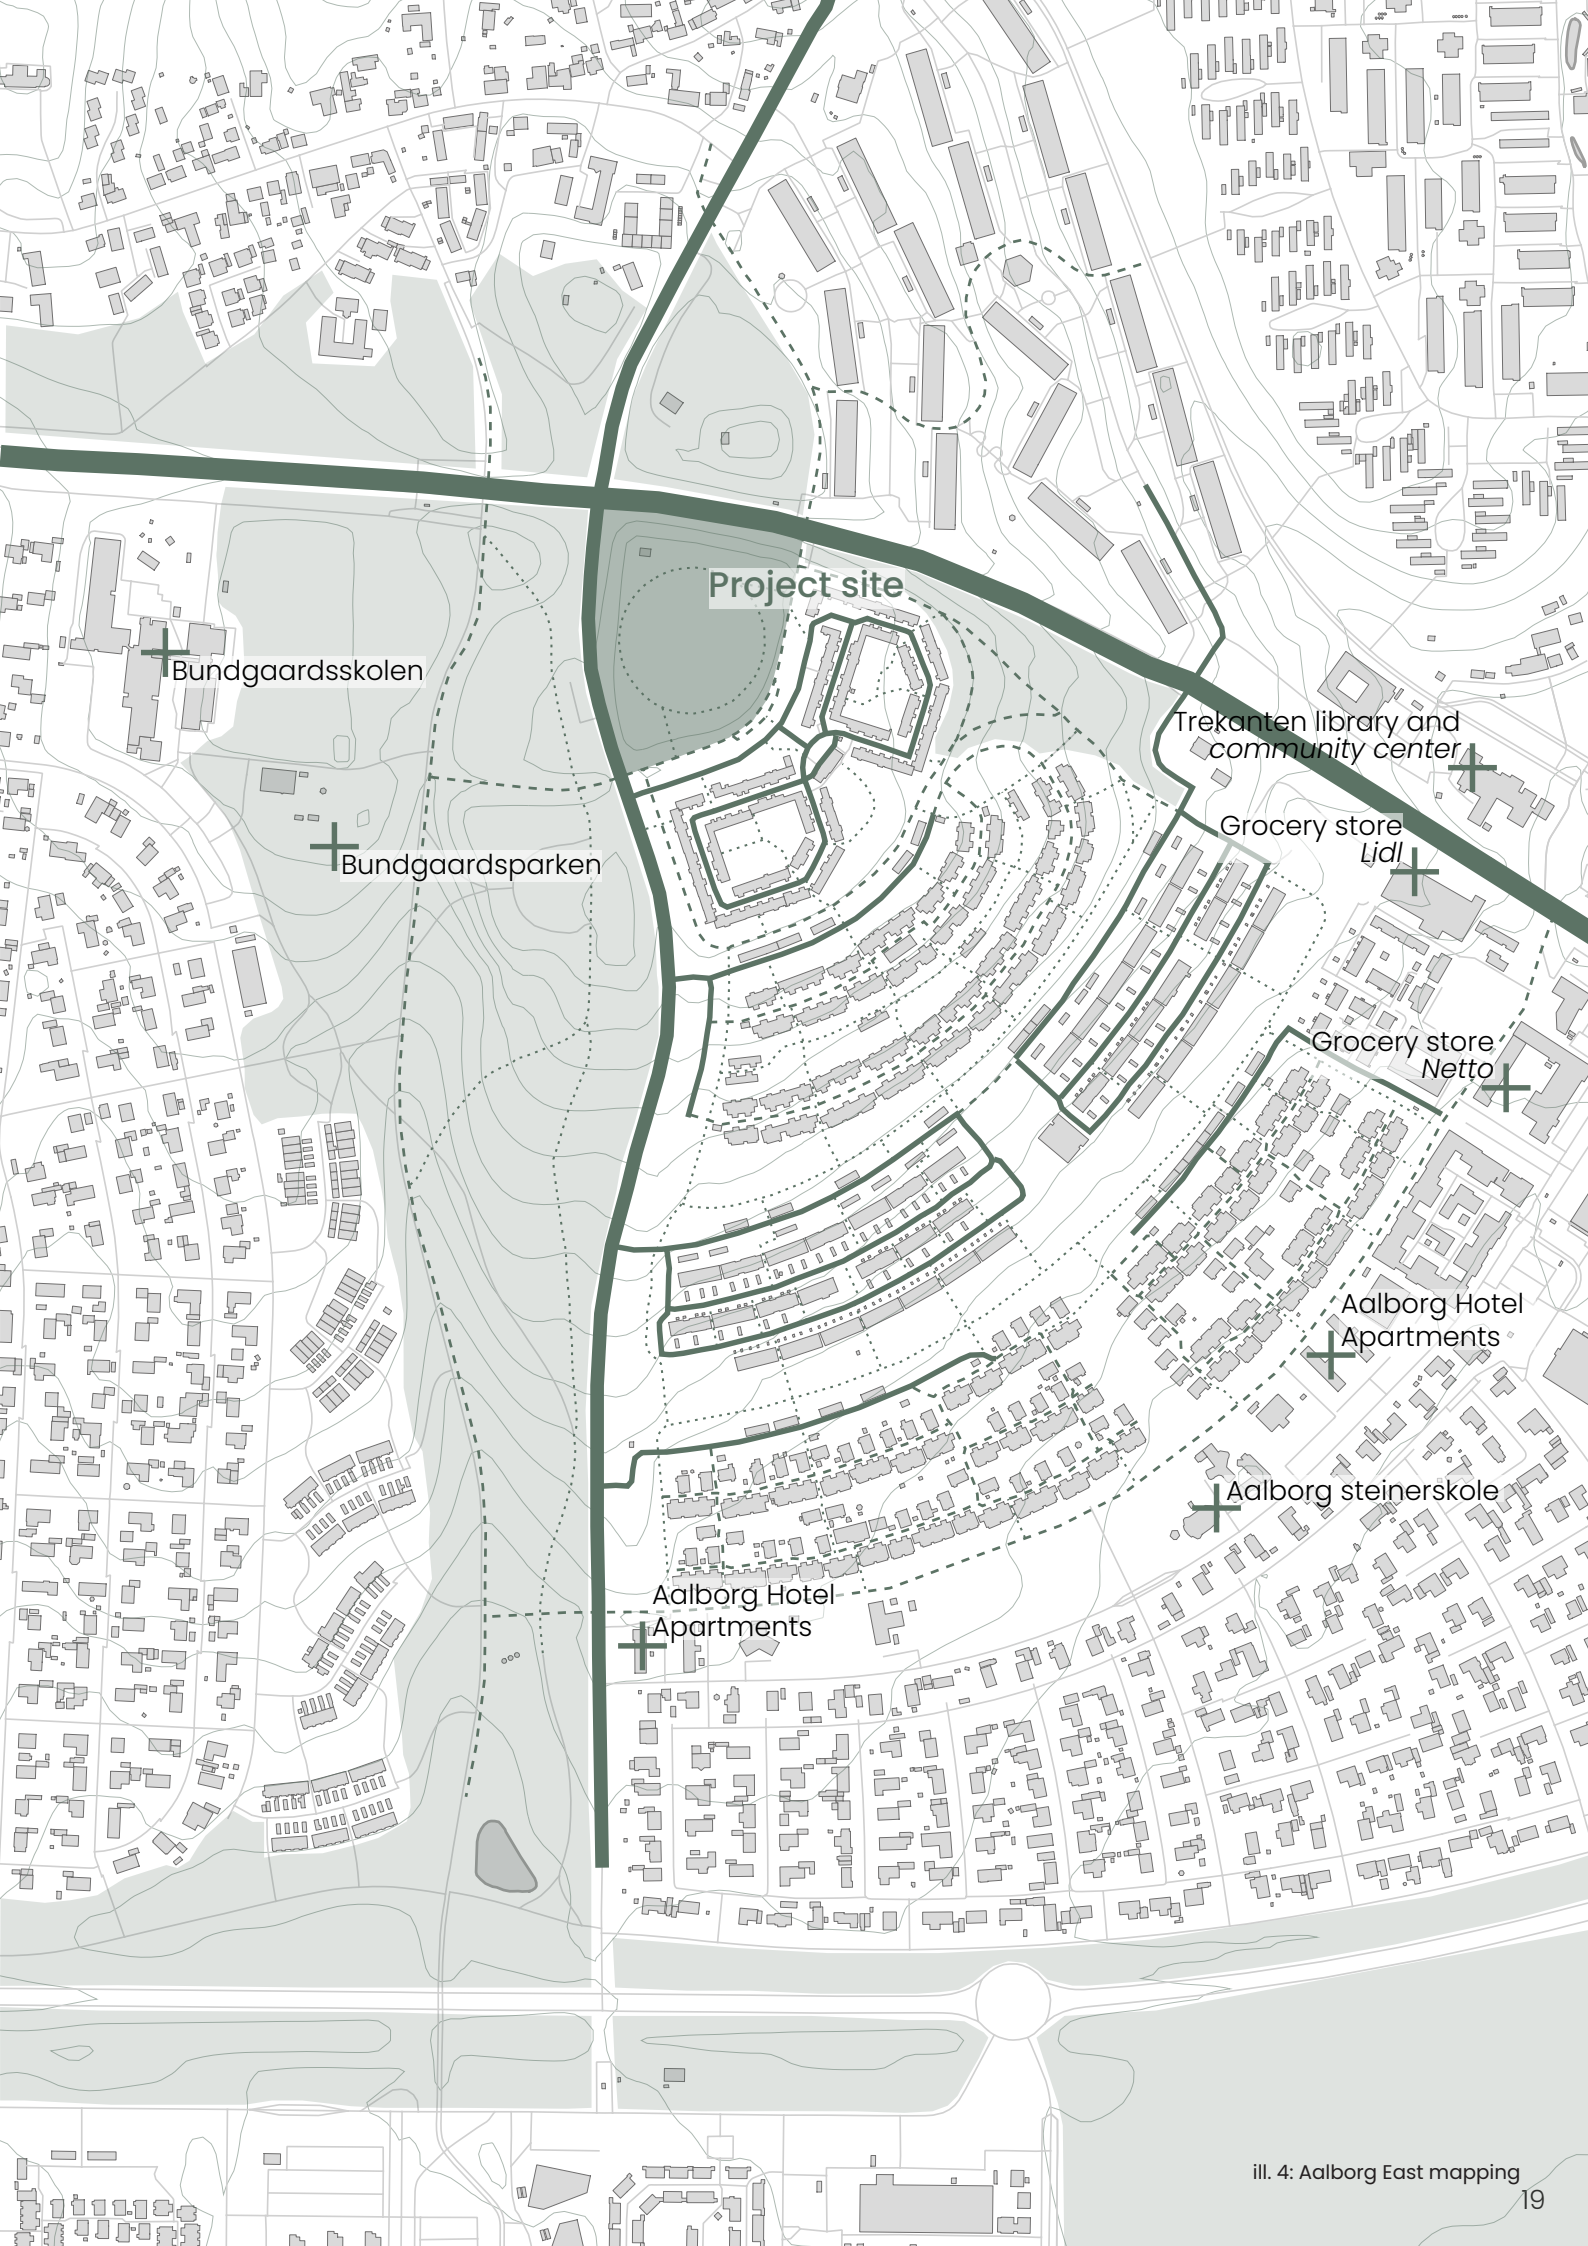 Project site
Bundgaardsskolen
Trekanten library and
community center
Grocery store
Lidl
Bundgaardsparken
Grocery store
Netto
Aalborg Hotel
Apartments
Aalborg steinerskole
Aalborg Hotel
Apartments
ill. 4: Aalborg East mapping
19